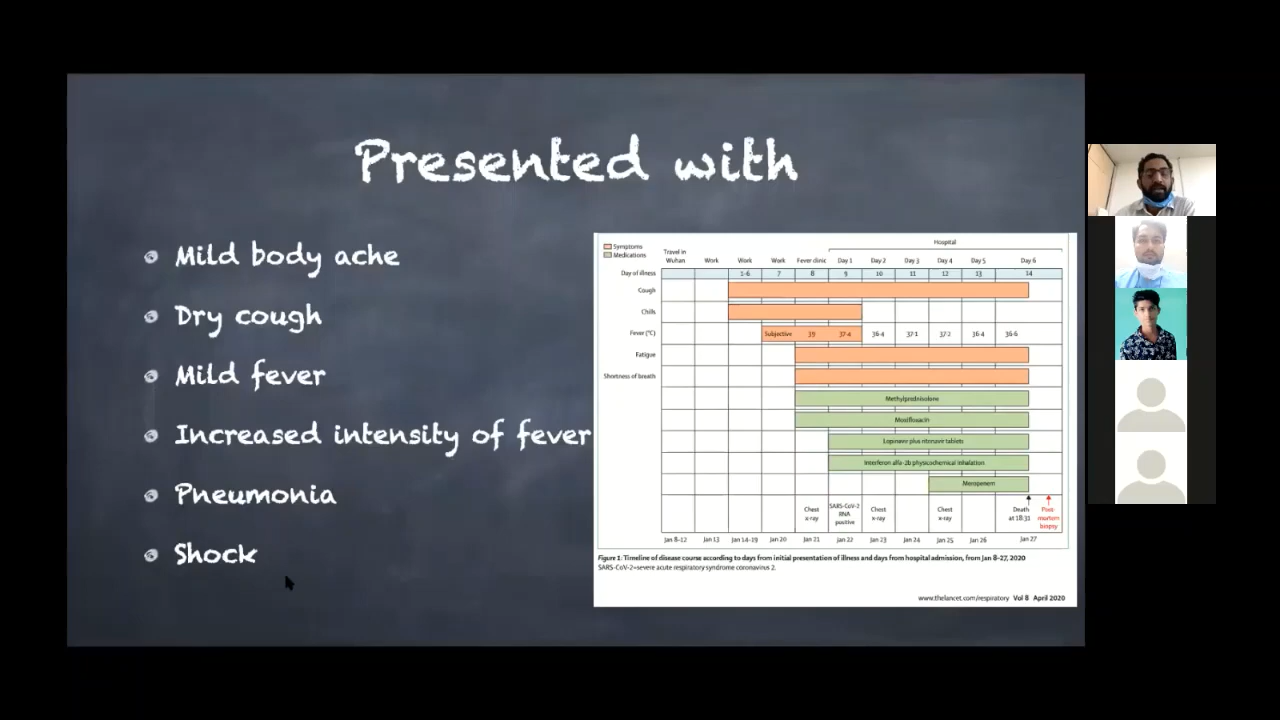 Presented with
Mild body ache
Dry cough
Mild fever
Increased intensity of fever
Pneumonia
Shock
Symptoms
Medications
Hospital
Travel in Wuhan Work Work Work Fever clinic Day 1 Day 2 Day 3 Day 4 Day 5 Day 6
Day of illness 1-6 7 8 9 10 11 12 13 14
Cough
Chills
Fever (°C) Subjective 39 37·4 36·4 37·1 37·2 36·4 36·6
Fatigue
Shortness of breath
Methylprednisolone
Moxifloxacin
Lopinavir plus ritonavir tablets
Interferon alfa-2b physicochemical inhalation
Meropenem
Chest x-ray SARS-CoV-2 RNA positive Chest x-ray Chest x-ray Death at 18:31 Post-mortem biopsy
Jan 8-12 Jan 13 Jan 14-19 Jan 20 Jan 21 Jan 22 Jan 23 Jan 24 Jan 25 Jan 26 Jan 27
Figure 1: Timeline of disease course according to days from initial presentation of illness and days from hospital admission, from Jan 8-27, 2020
SARS-CoV-2=severe acute respiratory syndrome coronavirus 2.
www.thelancet.com/respiratory Vol 8 April 2020